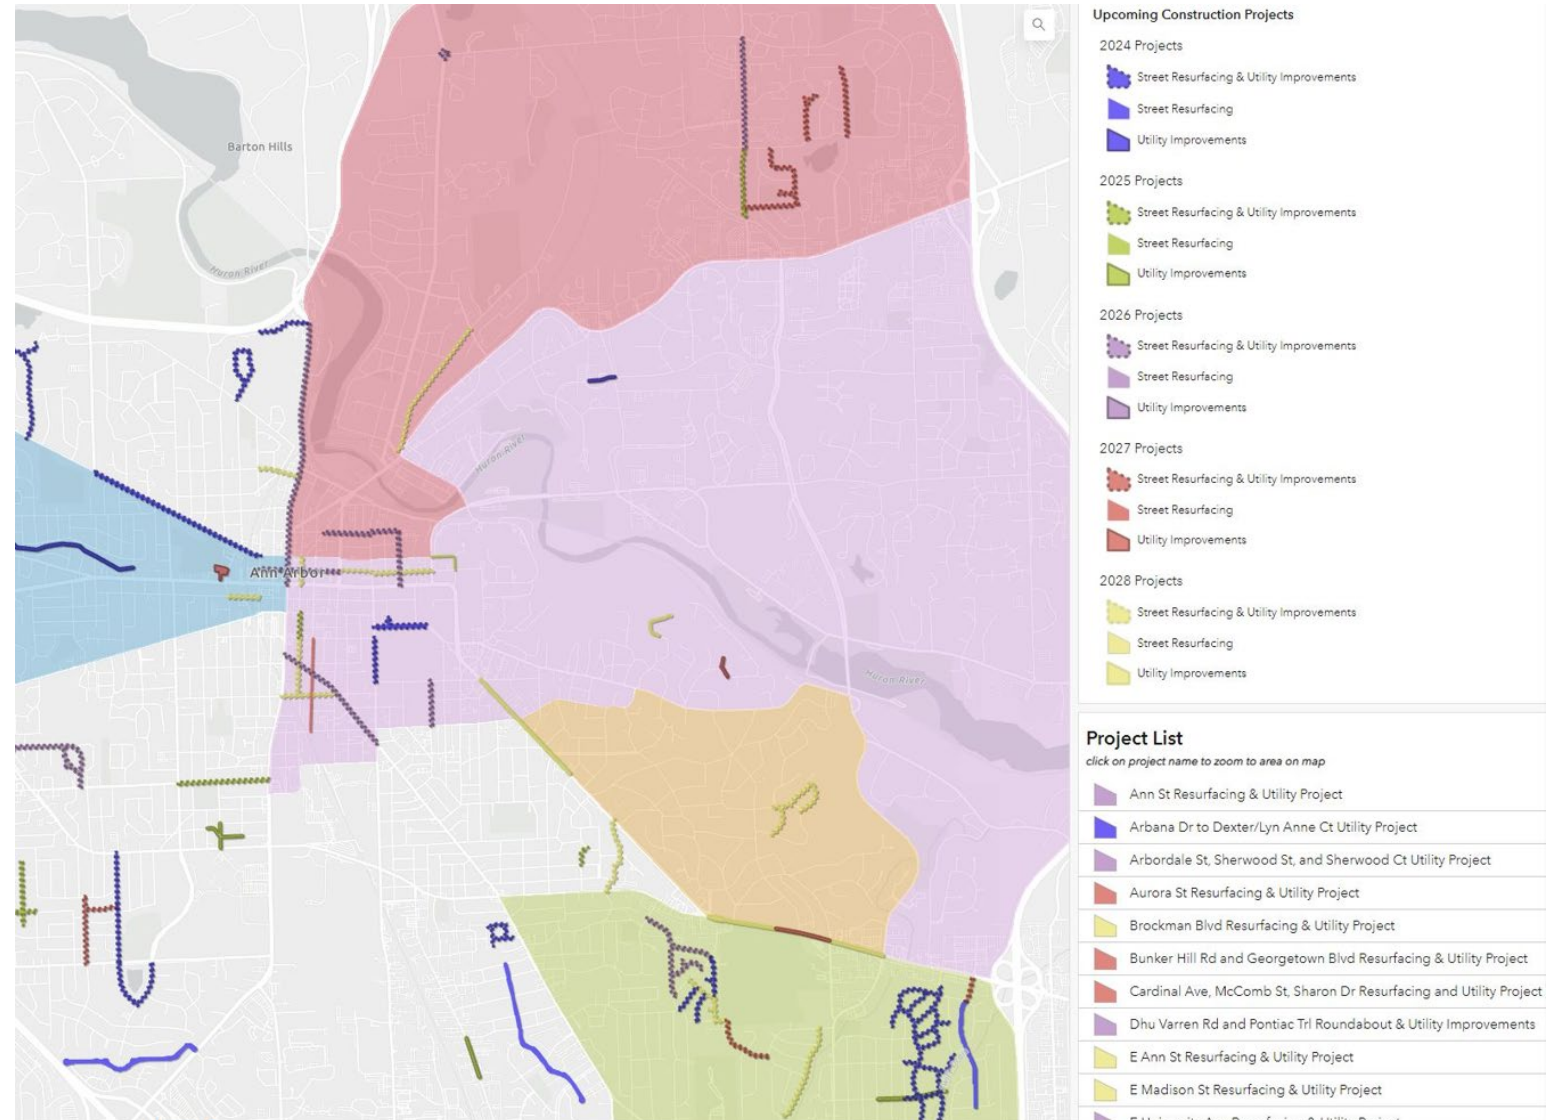 Barton Hills
Huron River
Huron River
Ann Arbor
Huron River
Upcoming Construction Projects
2024 Projects
Street Resurfacing & Utility Improvements
Street Resurfacing
Utility Improvements
2025 Projects
Street Resurfacing & Utility Improvements
Street Resurfacing
Utility Improvements
2026 Projects
Street Resurfacing & Utility Improvements
Street Resurfacing
Utility Improvements
2027 Projects
Street Resurfacing & Utility Improvements
Street Resurfacing
Utility Improvements
2028 Projects
Street Resurfacing & Utility Improvements
Street Resurfacing
Utility Improvements
Project List
click on project name to zoom to area on map
Ann St Resurfacing & Utility Project
Arbana Dr to Dexter/Lyn Anne Ct Utility Project
Arbordale St, Sherwood St, and Sherwood Ct Utility Project
Aurora St Resurfacing & Utility Project
Brockman Blvd Resurfacing & Utility Project
Bunker Hill Rd and Georgetown Blvd Resurfacing & Utility Project
Cardinal Ave, McComb St, Sharon Dr Resurfacing and Utility Project
Dhu Varren Rd and Pontiac Trl Roundabout & Utility Improvements
E Ann St Resurfacing & Utility Project
E Madison St Resurfacing & Utility Project